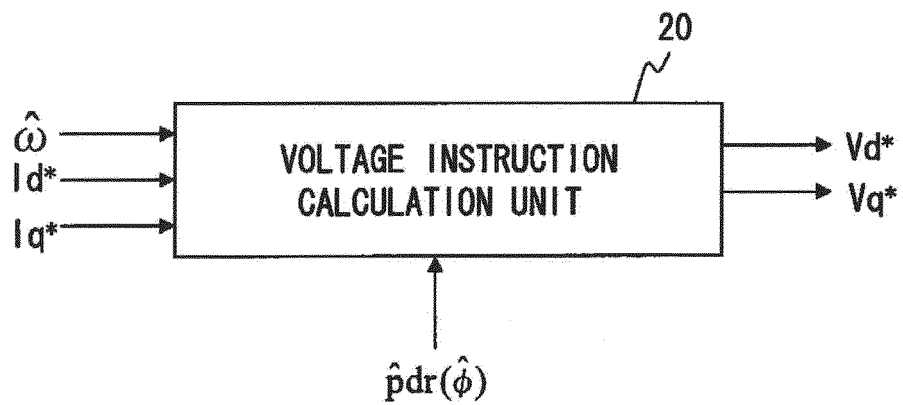 20
ω̂
Id*
Iq*
VOLTAGE INSTRUCTION
CALCULATION UNIT
Vd*
Vq*
p̂dr(ϕ̂)